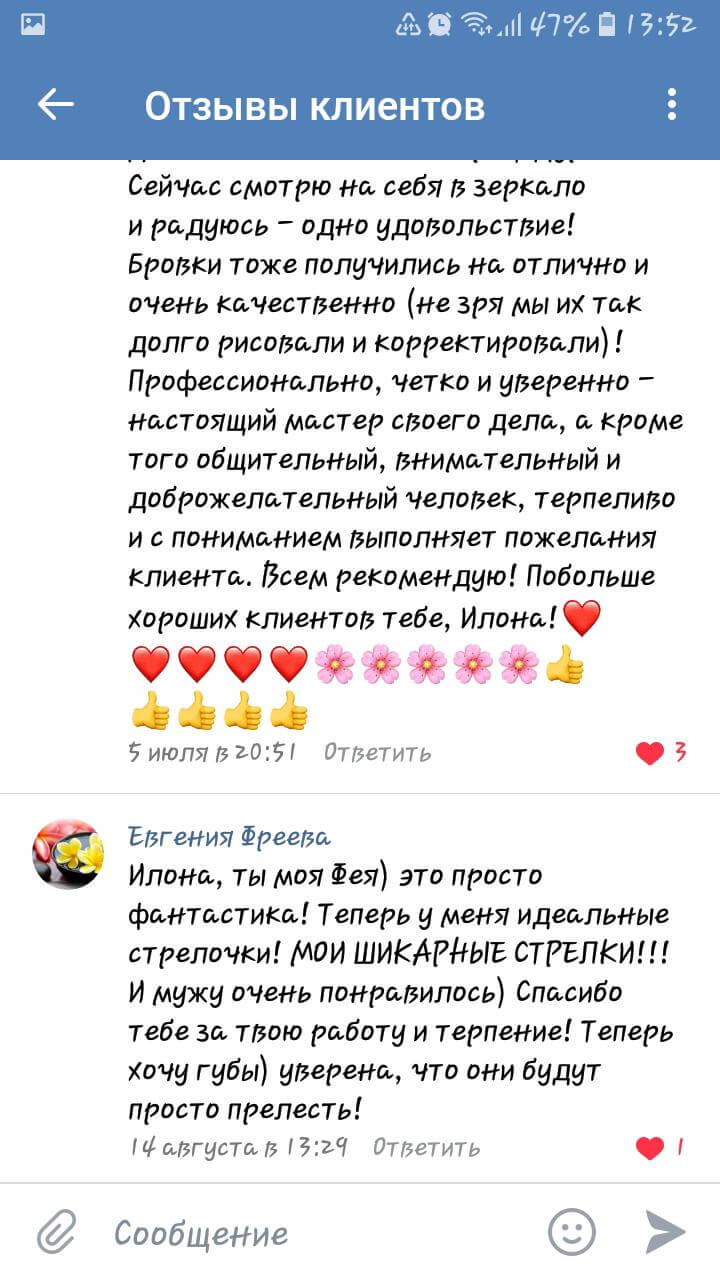 47% 13:52
Отзывы клиентов
Сейчас смотрю на себя в зеркало
и радуюсь – одно удовольствие!
Бровки тоже получились на отлично и
очень качественно (не зря мы их так
долго рисовали и корректировали)!
Профессионально, четко и уверенно –
настоящий мастер своего дела, а кроме
того общительный, внимательный и
доброжелательный человек, терпеливо
и с пониманием выполняет пожелания
клиента. Всем рекомендую! Побольше
хороших клиентов тебе, Илона!❤️
❤️❤️❤️❤️🌸🌸🌸🌸🌸👍
👍👍👍👍
5 июля в 20:51 Ответить 3
Евгения Фреева
Илона, ты моя Фея) это просто
фантастика! Теперь у меня идеальные
стрелочки! МОИ ШИКАРНЫЕ СТРЕЛКИ!!!
И мужу очень понравилось) Спасибо
тебе за твою работу и терпение! Теперь
хочу губы) уверена, что они будут
просто прелесть!
14 августа в 13:29 Ответить 1
Сообщение